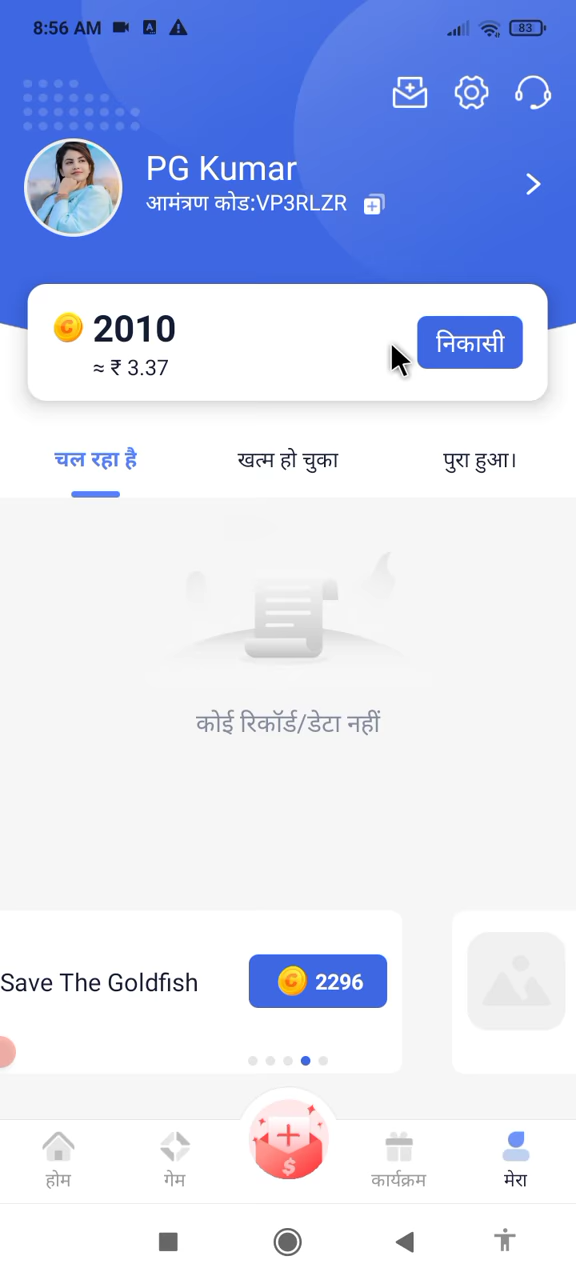 8:56 AM
83
PG Kumar
आमंत्रण कोड:VP3RLZR
2010
≈ ₹ 3.37
निकासी
चल रहा है
खत्म हो चुका
पुरा हुआ।
कोई रिकॉर्ड/डेटा नहीं
Save The Goldfish
2296
होम
गेम
कार्यक्रम
मेरा